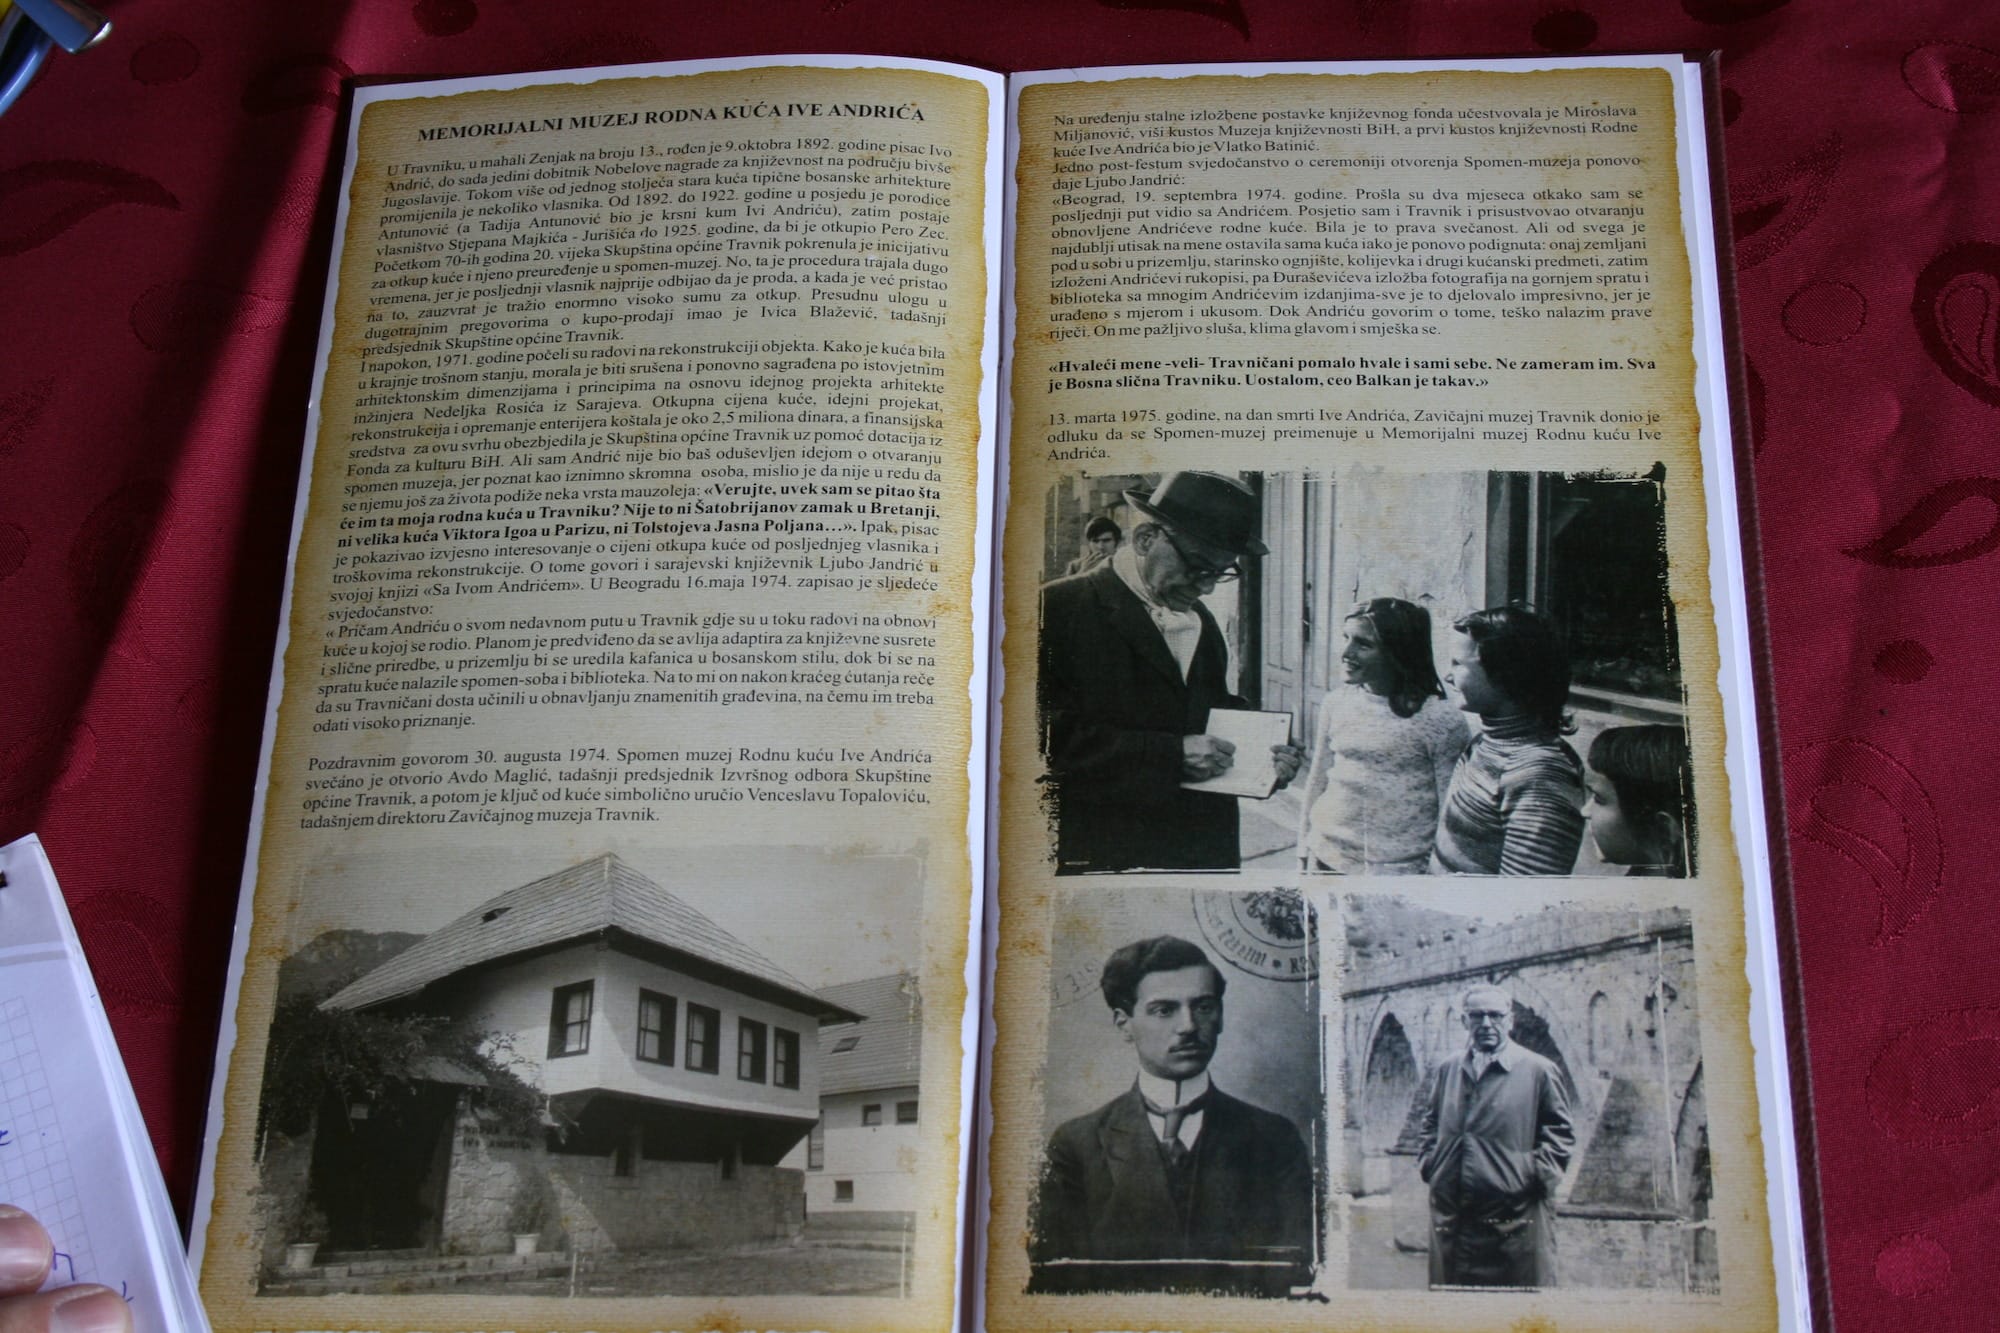 MEMORIJALNI MUZEJ RODNA KUĆA IVE ANDRIĆA
U Travniku, u mahali Zenjak na broju 13., rođen je 9.oktobra 1892. godine pisac Ivo
Andrić, do sada jedini dobitnik Nobelove nagrade za književnost na području bivše
Jugoslavije. Tokom više od jednog stoljeća stara kuća tipične bosanske arhitekture
promijenila je nekoliko vlasnika. Od 1892. do 1922. godine u posjedu je porodice
Antunović (a Tadija Antunović bio je krsni kum Ivi Andriću), zatim postaje
vlasništvo Stjepana Majkića - Jurišića do 1925. godine, da bi je otkupio Pero Zec.
Početkom 70-ih godina 20. vijeka Skupština općine Travnik pokrenula je inicijativu
za otkup kuće i njeno preuređenje u spomen-muzej. No, ta je procedura trajala dugo
vremena, jer je posljednji vlasnik najprije odbijao da je proda, a kada je već pristao
na to, zauzvrat je tražio enormno visoko sumu za otkup. Presudnu ulogu u
dugotrajnim pregovorima o kupo-prodaji imao je Ivica Blažević, tadašnji
predsjednik Skupštine općine Travnik.
I napokon, 1971. godine počeli su radovi na rekonstrukciji objekta. Kako je kuća bila
u krajnje trošnom stanju, morala je biti srušena i ponovno sagrađena po istovjetnim
arhitektonskim dimenzijama i principima na osnovu idejnog projekta arhitekte
inžinjera Nedeljka Rosića iz Sarajeva. Otkupna cijena kuće, idejni projekat,
rekonstrukcija i opremanje enterijera koštala je oko 2,5 miliona dinara, a finansijska
sredstva za ovu svrhu obezbjedila je Skupština općine Travnik uz pomoć dotacija iz
Fonda za kulturu BiH. Ali sam Andrić nije bio baš oduševljen idejom o otvaranju
spomen muzeja, jer poznat kao iznimno skromna osoba, mislio je da nije u redu da
se njemu još za života podiže neka vrsta mauzoleja: «Verujte, uvek sam se pitao šta
će im ta moja rodna kuća u Travniku? Nije to ni Šatobrijanov zamak u Bretanji,
ni velika kuća Viktora Igoa u Parizu, ni Tolstojeva Jasna Poljana…». Ipak, pisac
je pokazivao izvjesno interesovanje o cijeni otkupa kuće od posljednjeg vlasnika i
troškovima rekonstrukcije. O tome govori i sarajevski književnik Ljubo Jandrić u
svojoj knjizi «Sa Ivom Andrićem». U Beogradu 16.maja 1974. zapisao je sljedeće
svjedočanstvo:
« Pričam Andriću o svom nedavnom putu u Travnik gdje su u toku radovi na obnovi
kuće u kojoj se rodio. Planom je predviđeno da se avlija adaptira za književne susrete
i slične priredbe, u prizemlju bi se uredila kafanica u bosanskom stilu, dok bi se na
spratu kuće nalazile spomen-soba i biblioteka. Na to mi on nakon kraćeg ćutanja reče
da su Travničani dosta učinili u obnavljanju znamenitih građevina, na čemu im treba
odati visoko priznanje.
Pozdravnim govorom 30. augusta 1974. Spomen muzej Rodnu kuću Ive Andrića
svečano je otvorio Avdo Maglić, tadašnji predsjednik Izvršnog odbora Skupštine
općine Travnik, a potom je ključ od kuće simbolično uručio Venceslavu Topaloviću,
tadašnjem direktoru Zavičajnog muzeja Travnik.
IVA ANDRIĆA
Na uređenju stalne izložbene postavke književnog fonda učestvovala je Miroslava
Miljanović, viši kustos Muzeja književnosti BiH, a prvi kustos književnosti Rodne
kuće Ive Andrića bio je Vlatko Batinić.
Jedno post-festum svjedočanstvo o ceremoniji otvorenja Spomen-muzeja ponovo
daje Ljubo Jandrić:
«Beograd, 19. septembra 1974. godine. Prošla su dva mjeseca otkako sam se
posljednji put vidio sa Andrićem. Posjetio sam i Travnik i prisustvovao otvaranju
obnovljene Andrićeve rodne kuće. Bila je to prava svečanost. Ali od svega je
najdublji utisak na mene ostavila sama kuća iako je ponovo podignuta: onaj zemljani
pod u sobi u prizemlju, starinsko ognjište, kolijevka i drugi kućanski predmeti, zatim
izloženi Andrićevi rukopisi, pa Duraševićeva izložba fotografija na gornjem spratu i
biblioteka sa mnogim Andrićevim izdanjima-sve je to djelovalo impresivno, jer je
urađeno s mjerom i ukusom. Dok Andriću govorim o tome, teško nalazim prave
riječi. On me pažljivo sluša, klima glavom i smješka se.
«Hvaleći mene -veli- Travničani pomalo hvale i sami sebe. Ne zameram im. Sva
je Bosna slična Travniku. Uostalom, ceo Balkan je takav.»
13. marta 1975. godine, na dan smrti Ive Andrića, Zavičajni muzej Travnik donio je
odluku da se Spomen-muzej preimenuje u Memorijalni muzej Rodnu kuću Ive
Andrića.